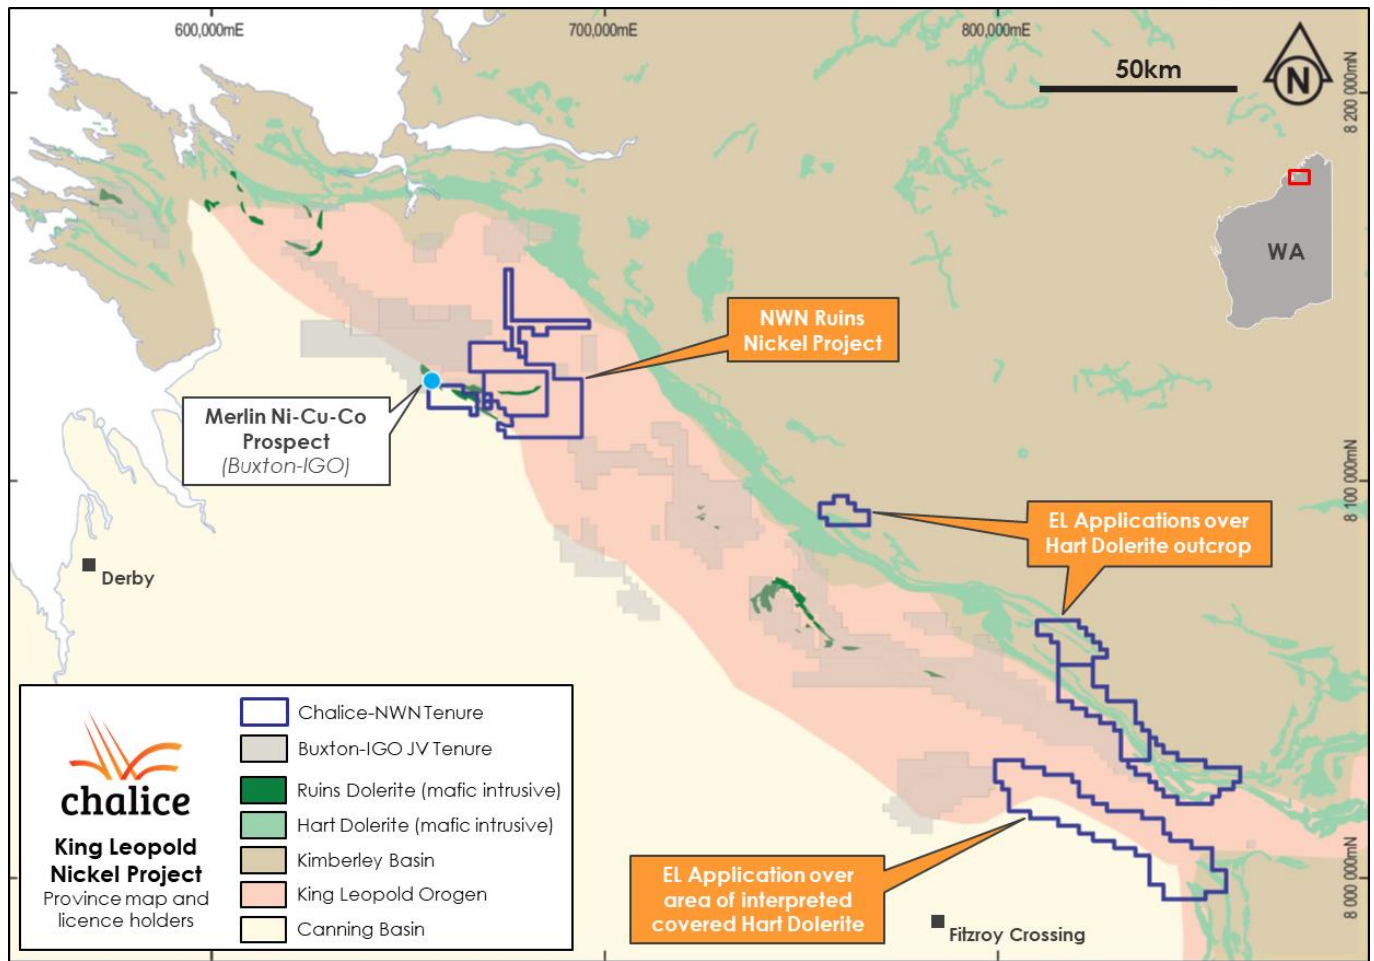 600,000mE
700,000mE
800,000mE
50km
N
8 200 000mN
WA
NWN Ruins
Nickel Project
Merlin Ni-Cu-Co
Prospect
(Buxton-IGO)
8 100 000mN
EL Applications over
Hart Dolerite outcrop
Derby
chalice
King Leopold
Nickel Project
Province map and
licence holders
Chalice-NWN Tenure
Buxton-IGO JV Tenure
Ruins Dolerite (mafic intrusive)
Hart Dolerite (mafic intrusive)
Kimberley Basin
King Leopold Orogen
Canning Basin
EL Application over
area of interpreted
covered Hart Dolerite
8 000 000mN
Fitzroy Crossing